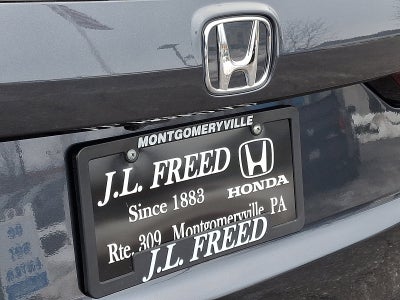 MONTGOMERYVILLE
J.L. FREED
HONDA
Since 1883
Rte. 309, Montgomeryville, PA
J.L. FREED